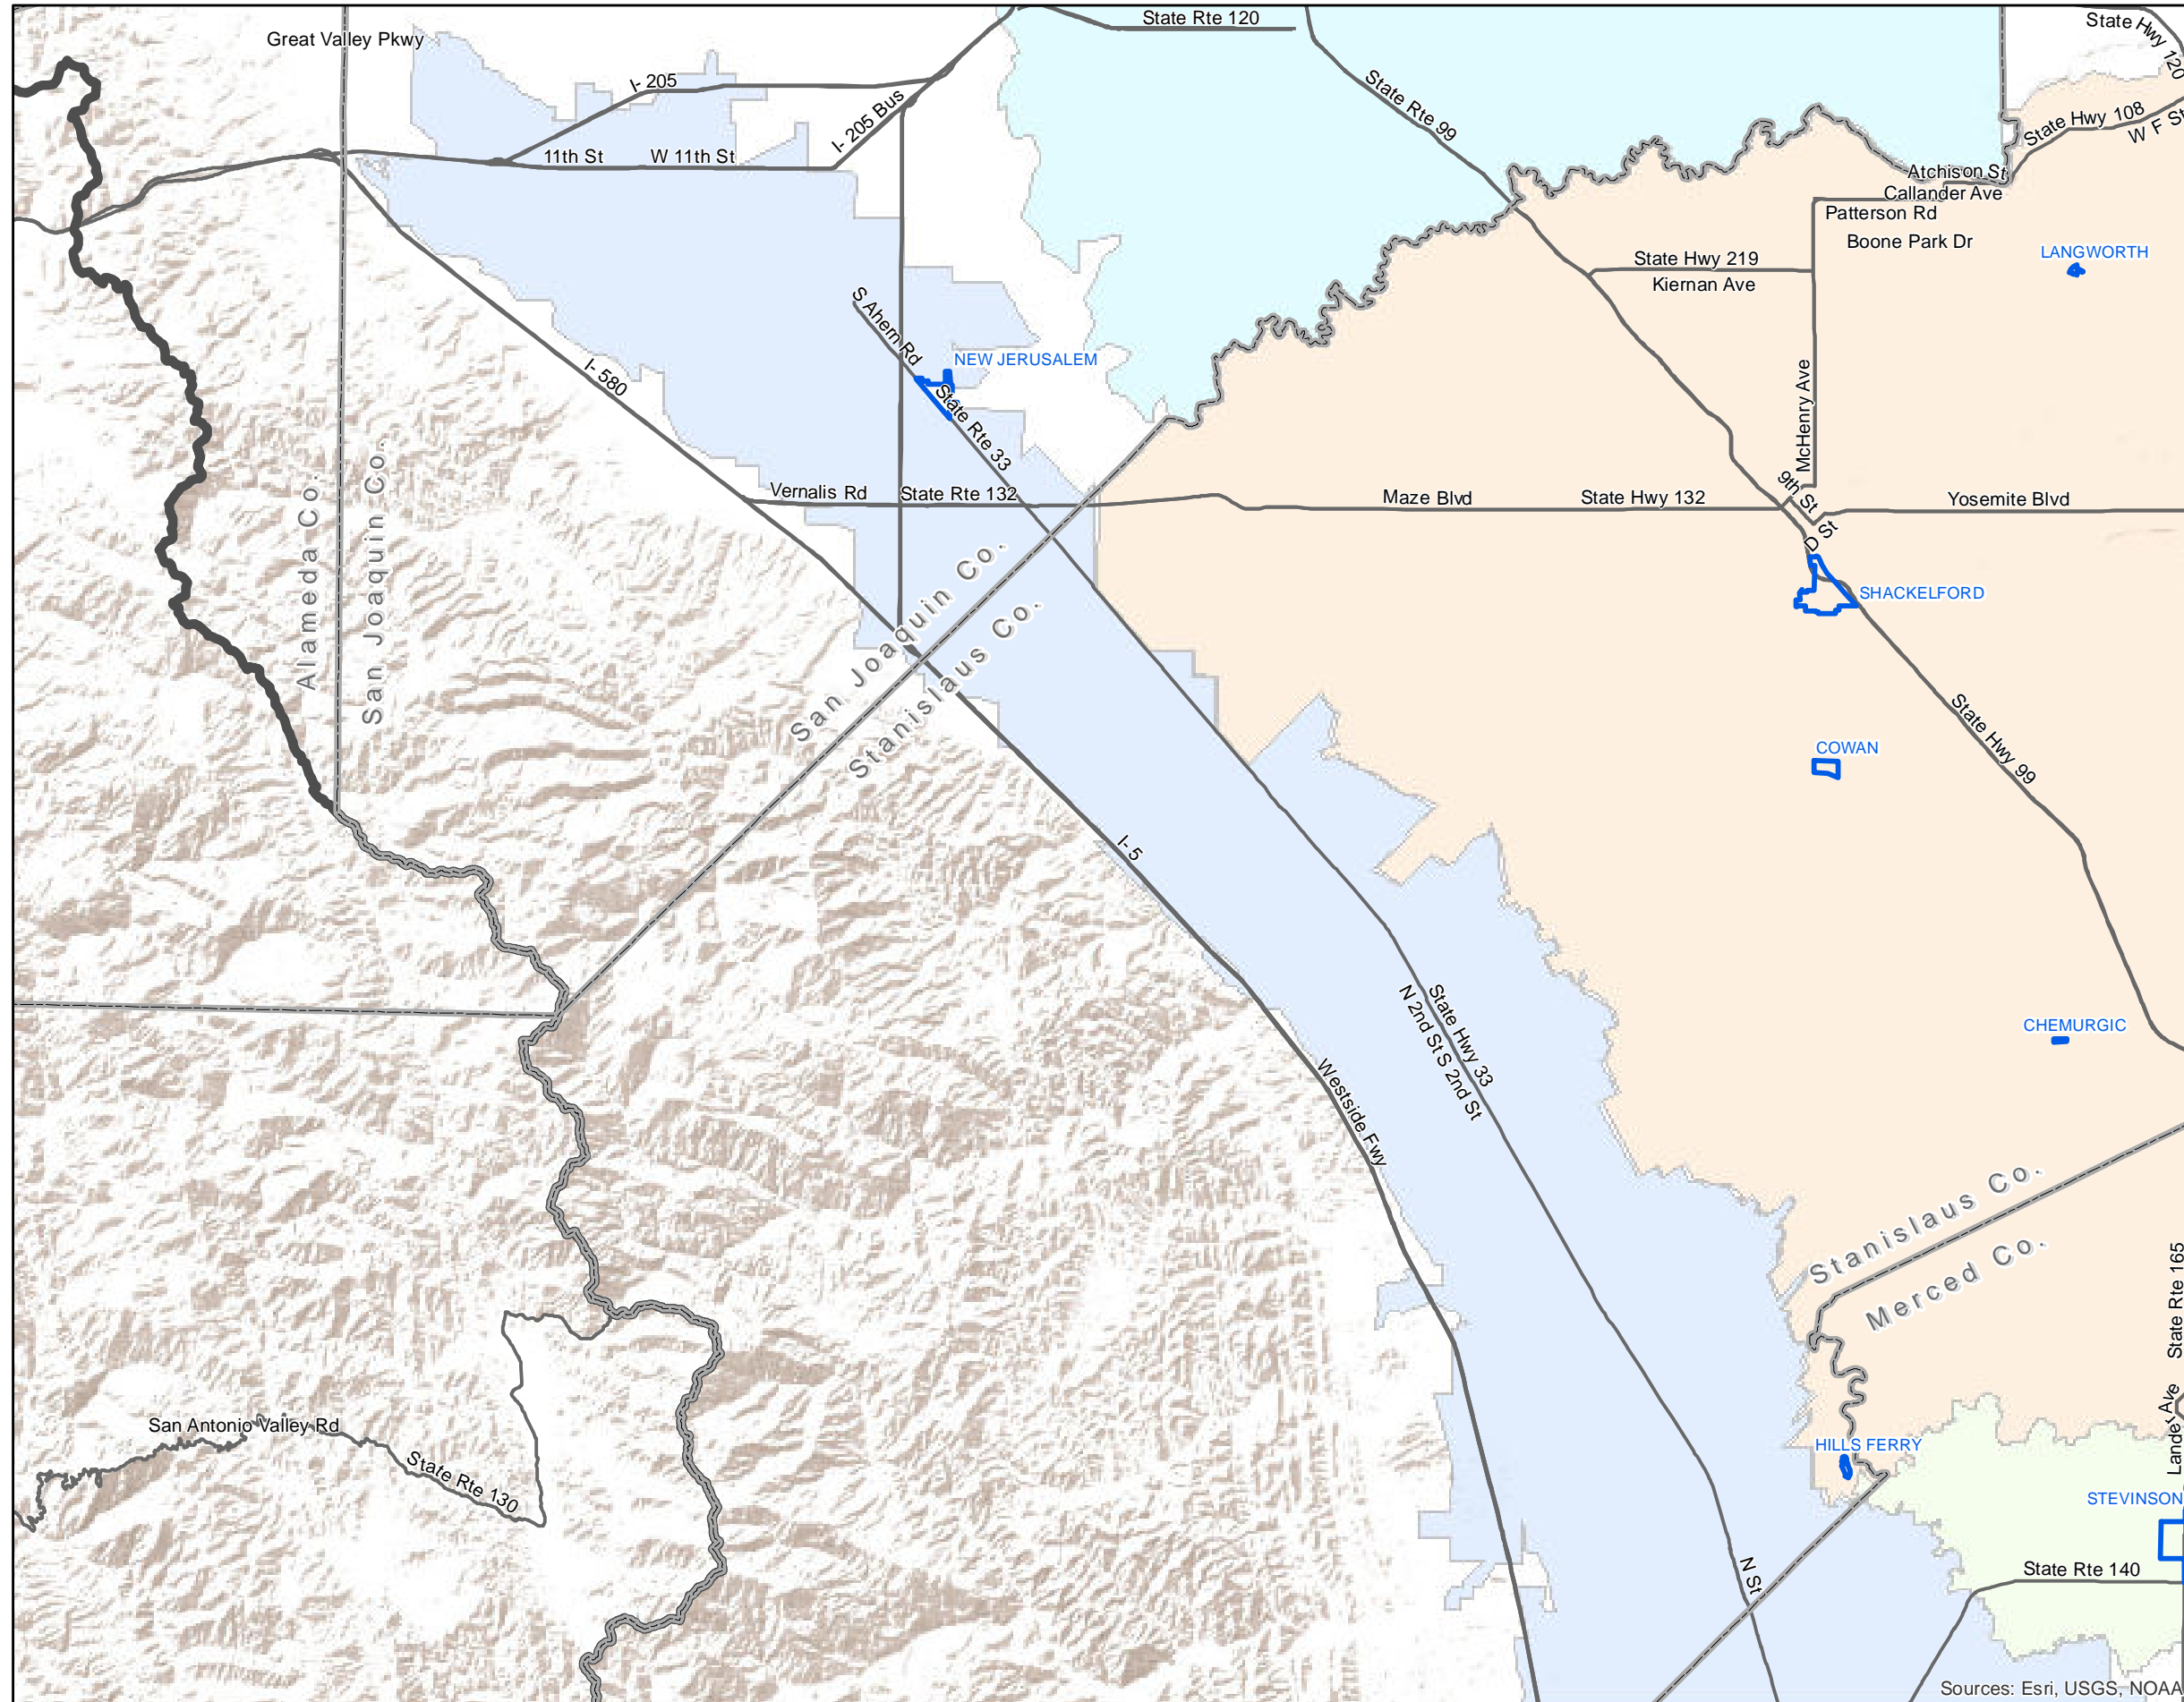 State Rte 120
State Hwy 120
Great Valley Pkwy
I- 205
State Rte 99
I- 205 Bus
State Hwy 108
W F St
11th St
W 11th St
Atchison St
Callander Ave
Patterson Rd
Boone Park Dr
LANGWORTH
State Hwy 219
Kiernan Ave
S Ahern Rd
NEW JERUSALEM
I- 580
State Rte 33
McHenry Ave
Vernalis Rd
State Rte 132
Maze Blvd
State Hwy 132
9th St
Yosemite Blvd
D St
Alameda Co.
San Joaquin Co.
San Joaquin Co.
Stanislaus Co.
SHACKELFORD
COWAN
State Hwy 99
I- 5
State Hwy 33
N 2nd St S 2nd St
CHEMURGIC
Westside Fwy
Stanislaus Co.
Merced Co.
State Rte 165
Lander Ave
San Antonio Valley Rd
State Rte 130
HILLS FERRY
STEVINSON
N St
State Rte 140
Sources: Esri, USGS, NOAA